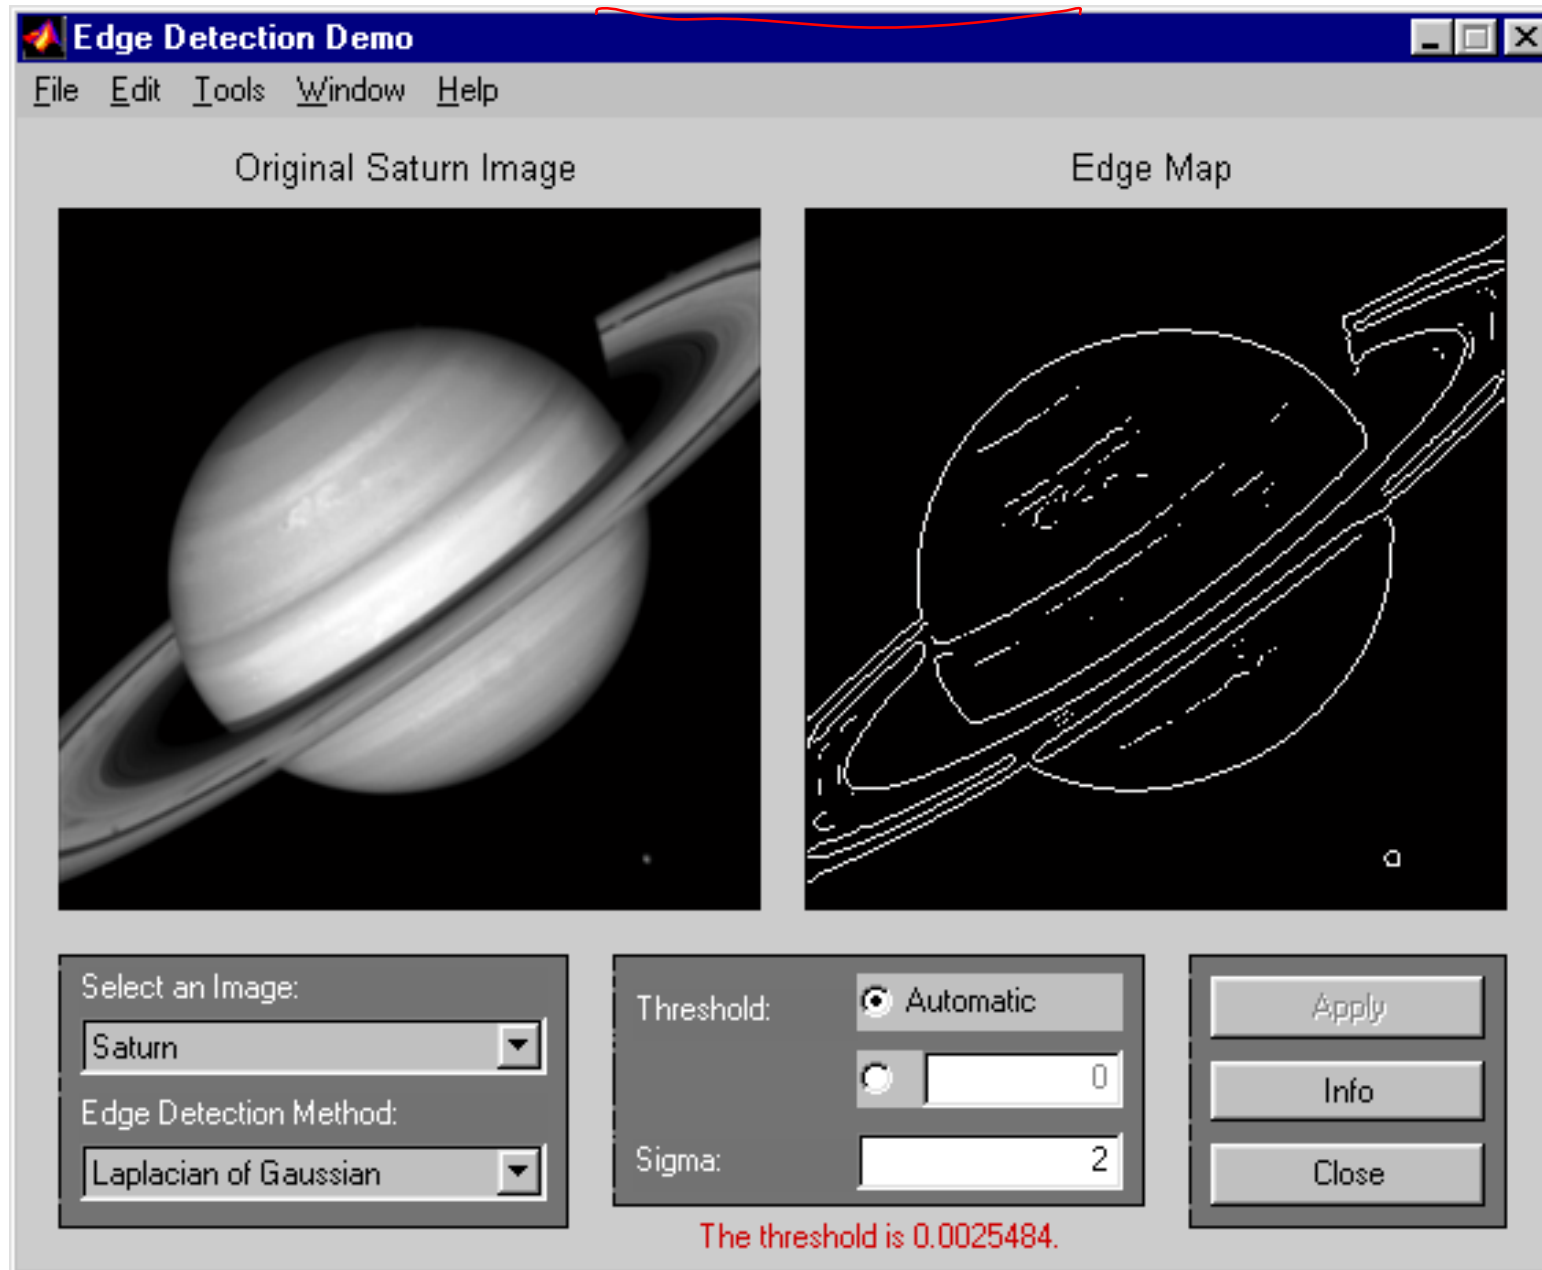 Edge Detection Demo
File Edit Tools Window Help
Original Saturn Image
Edge Map
Select an Image:
Saturn
Edge Detection Method:
Laplacian of Gaussian
Threshold:
Automatic
0
Sigma:
2
The threshold is 0.0025484.
Apply
Info
Close